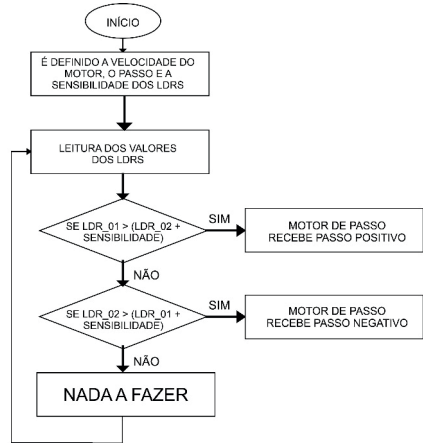 INÍCIO
É DEFINIDO A VELOCIDADE DO
MOTOR, O PASSO E A
SENSIBILIDADE DOS LDRS
LEITURA DOS VALORES
DOS LDRS
SE LDR_01 > (LDR_02 +
SENSIBILIDADE)
SIM
MOTOR DE PASSO
RECEBE PASSO POSITIVO
NÃO
SE LDR_02 > (LDR_01 +
SENSIBILIDADE)
SIM
MOTOR DE PASSO
RECEBE PASSO NEGATIVO
NÃO
NADA A FAZER